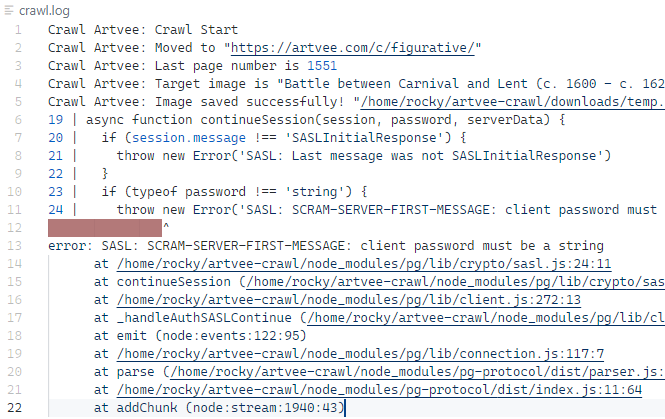 crawl.log
1 Crawl Artvee: Crawl Start
2 Crawl Artvee: Moved to "https://artvee.com/c/figurative/"
3 Crawl Artvee: Last page number is 1551
4 Crawl Artvee: Target image is "Battle between Carnival and Lent (c. 1600 – c. 162
5 Crawl Artvee: Image saved successfully! "/home/rocky/artvee-crawl/downloads/temp.
6 19 | async function continueSession(session, password, serverData) {
7 20 |   if (session.message !== 'SASLInitialResponse') {
8 21 |     throw new Error('SASL: Last message was not SASLInitialResponse')
9 22 |   }
10 23 |   if (typeof password !== 'string') {
11 24 |     throw new Error('SASL: SCRAM-SERVER-FIRST-MESSAGE: client password must
12 ^
13 error: SASL: SCRAM-SERVER-FIRST-MESSAGE: client password must be a string
14 at /home/rocky/artvee-crawl/node_modules/pg/lib/crypto/sasl.js:24:11
15 at continueSession (/home/rocky/artvee-crawl/node_modules/pg/lib/crypto/sas
16 at /home/rocky/artvee-crawl/node_modules/pg/lib/client.js:272:13
17 at _handleAuthSASLContinue (/home/rocky/artvee-crawl/node_modules/pg/lib/cl
18 at emit (node:events:122:95)
19 at /home/rocky/artvee-crawl/node_modules/pg/lib/connection.js:117:7
20 at parse (/home/rocky/artvee-crawl/node_modules/pg-protocol/dist/parser.js:
21 at /home/rocky/artvee-crawl/node_modules/pg-protocol/dist/index.js:11:64
22 at addChunk (node:stream:1940:43)